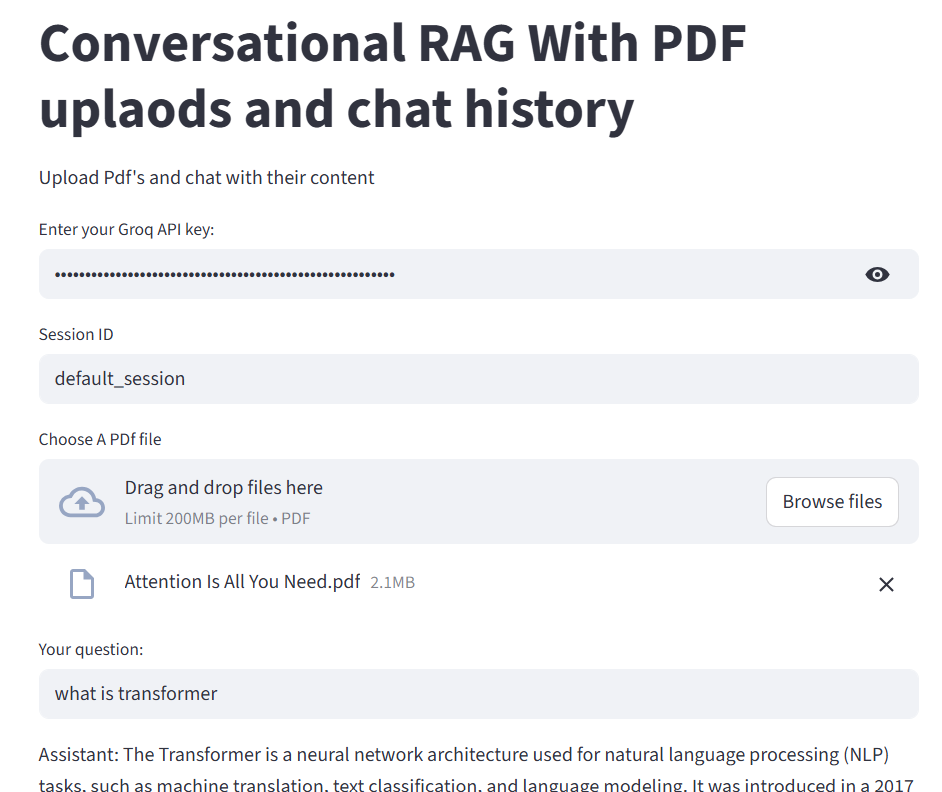 Conversational RAG With PDF
uplaods and chat history
Upload Pdf's and chat with their content
Enter your Groq API key:
••••••••••••••••••••••••••••••••••••••••••••••••••••••••
Session ID
default_session
Choose A PDf file
Drag and drop files here
Limit 200MB per file • PDF
Browse files
Attention Is All You Need.pdf 2.1MB
Your question:
what is transformer
Assistant: The Transformer is a neural network architecture used for natural language processing (NLP)
tasks, such as machine translation, text classification, and language modeling. It was introduced in a 2017